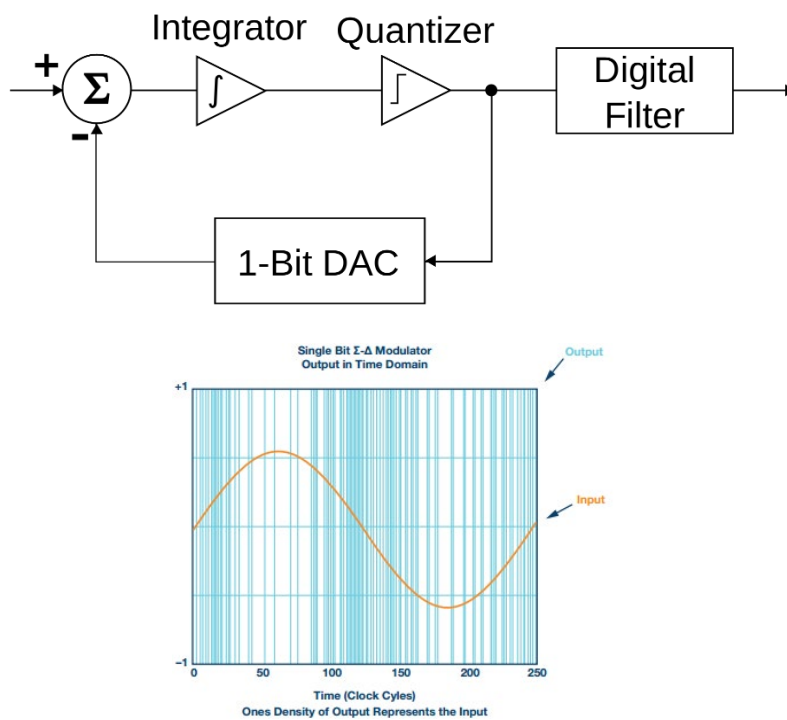 Integrator
Quantizer
+
Σ
∫
-
Digital
Filter
1-Bit DAC
Single Bit Σ-Δ Modulator
Output in Time Domain
Output
+1
Input
−1
0 50 100 150 200 250
Time (Clock Cyles)
Ones Density of Output Represents the Input